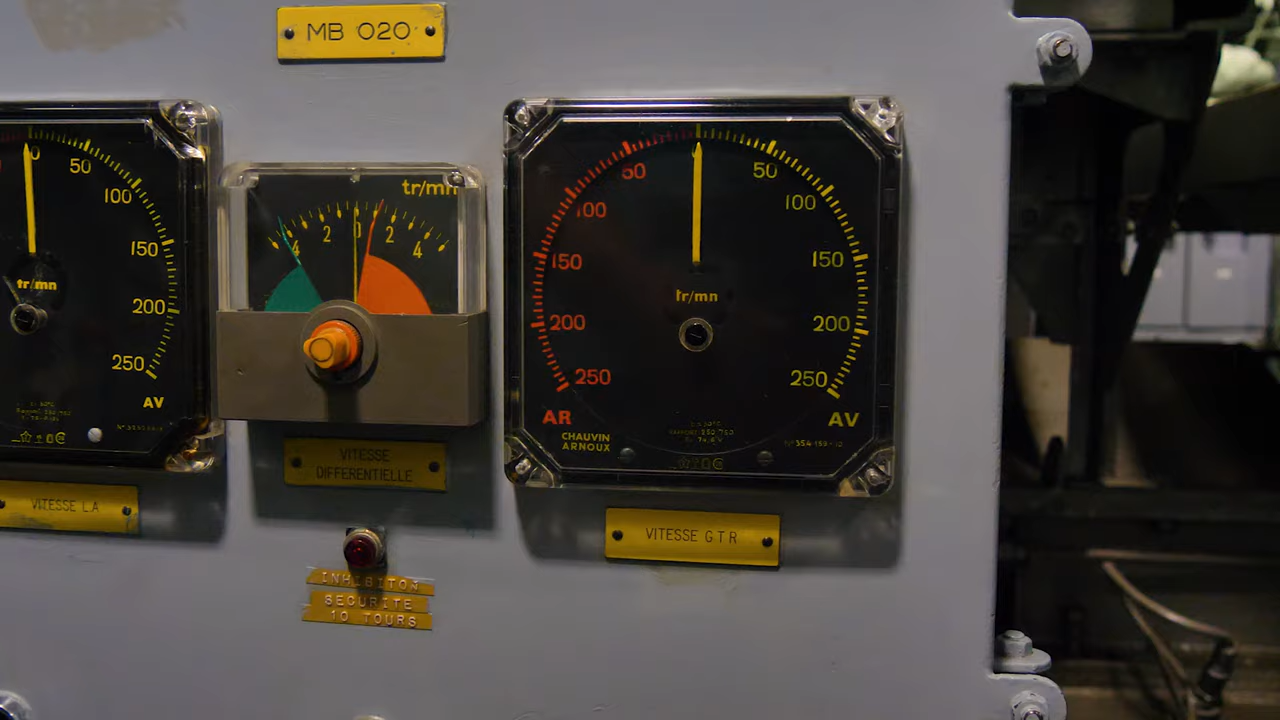 MB 020
0
50
100
150
200
250
tr/mn
AV
VITESSE L.A
tr/mn
4 2 0 2 4
VITESSE
DIFFERENTIELLE
INHIBITON
SECURITE
10 TOURS
50 50
100 100
150 150
200 200
250 250
tr/mn
AR AV
CHAUVIN
ARNOUX
VITESSE G T R